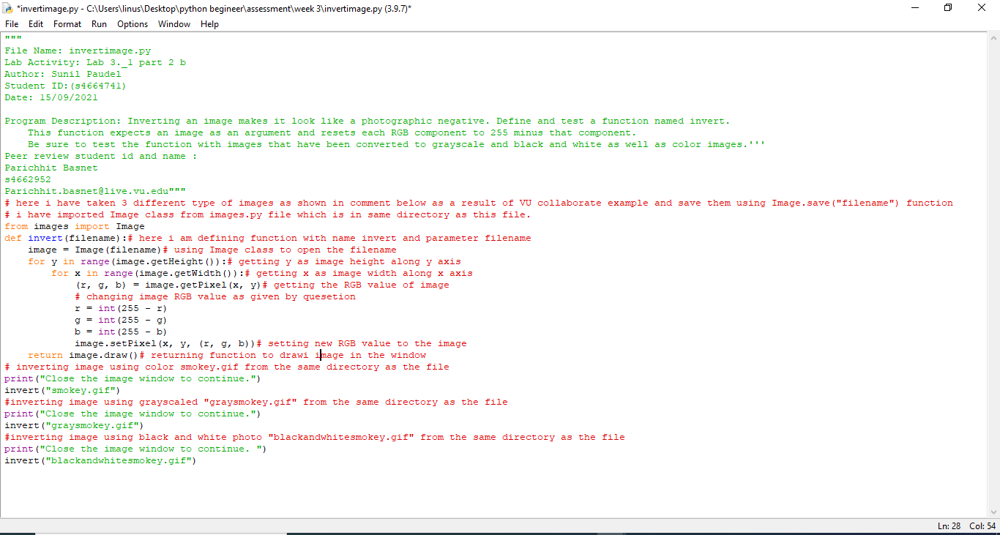 *invertimage.py - C:\Users\linus\Desktop\python begineer\assessment\week 3\invertimage.py (3.9.7)*
File Edit Format Run Options Window Help
"""
File Name: invertimage.py
Lab Activity: Lab 3._1 part 2 b
Author: Sunil Paudel
Student ID:(s4664741)
Date: 15/09/2021

Program Description: Inverting an image makes it look like a photographic negative. Define and test a function named invert.
    This function expects an image as an argument and resets each RGB component to 255 minus that component.
    Be sure to test the function with images that have been converted to grayscale and black and white as well as color images.'''
Peer review student id and name :
Parichhit Basnet
s4662952
Parichhit.basnet@live.vu.edu"""
# here i have taken 3 different type of images as shown in comment below as a result of VU collaborate example and save them using Image.save("filename") function
# i have imported Image class from images.py file which is in same directory as this file.
from images import Image
def invert(filename):# here i am defining function with name invert and parameter filename
    image = Image(filename)# using Image class to open the filename
    for y in range(image.getHeight()):# getting y as image height along y axis
        for x in range(image.getWidth()):# getting x as image width along x axis
            (r, g, b) = image.getPixel(x, y)# getting the RGB value of image
            # changing image RGB value as given by quesetion
            r = int(255 - r)
            g = int(255 - g)
            b = int(255 - b)
            image.setPixel(x, y, (r, g, b))# setting new RGB value to the image
    return image.draw()# returning function to drawi image in the window
# inverting image using color smokey.gif from the same directory as the file
print("Close the image window to continue.")
invert("smokey.gif")
#inverting image using grayscaled "graysmokey.gif" from the same directory as the file
print("Close the image window to continue.")
invert("graysmokey.gif")
#inverting image using black and white photo "blackandwhitesmokey.gif" from the same directory as the file
print("Close the image window to continue. ")
invert("blackandwhitesmokey.gif")
Ln: 28 Col: 54